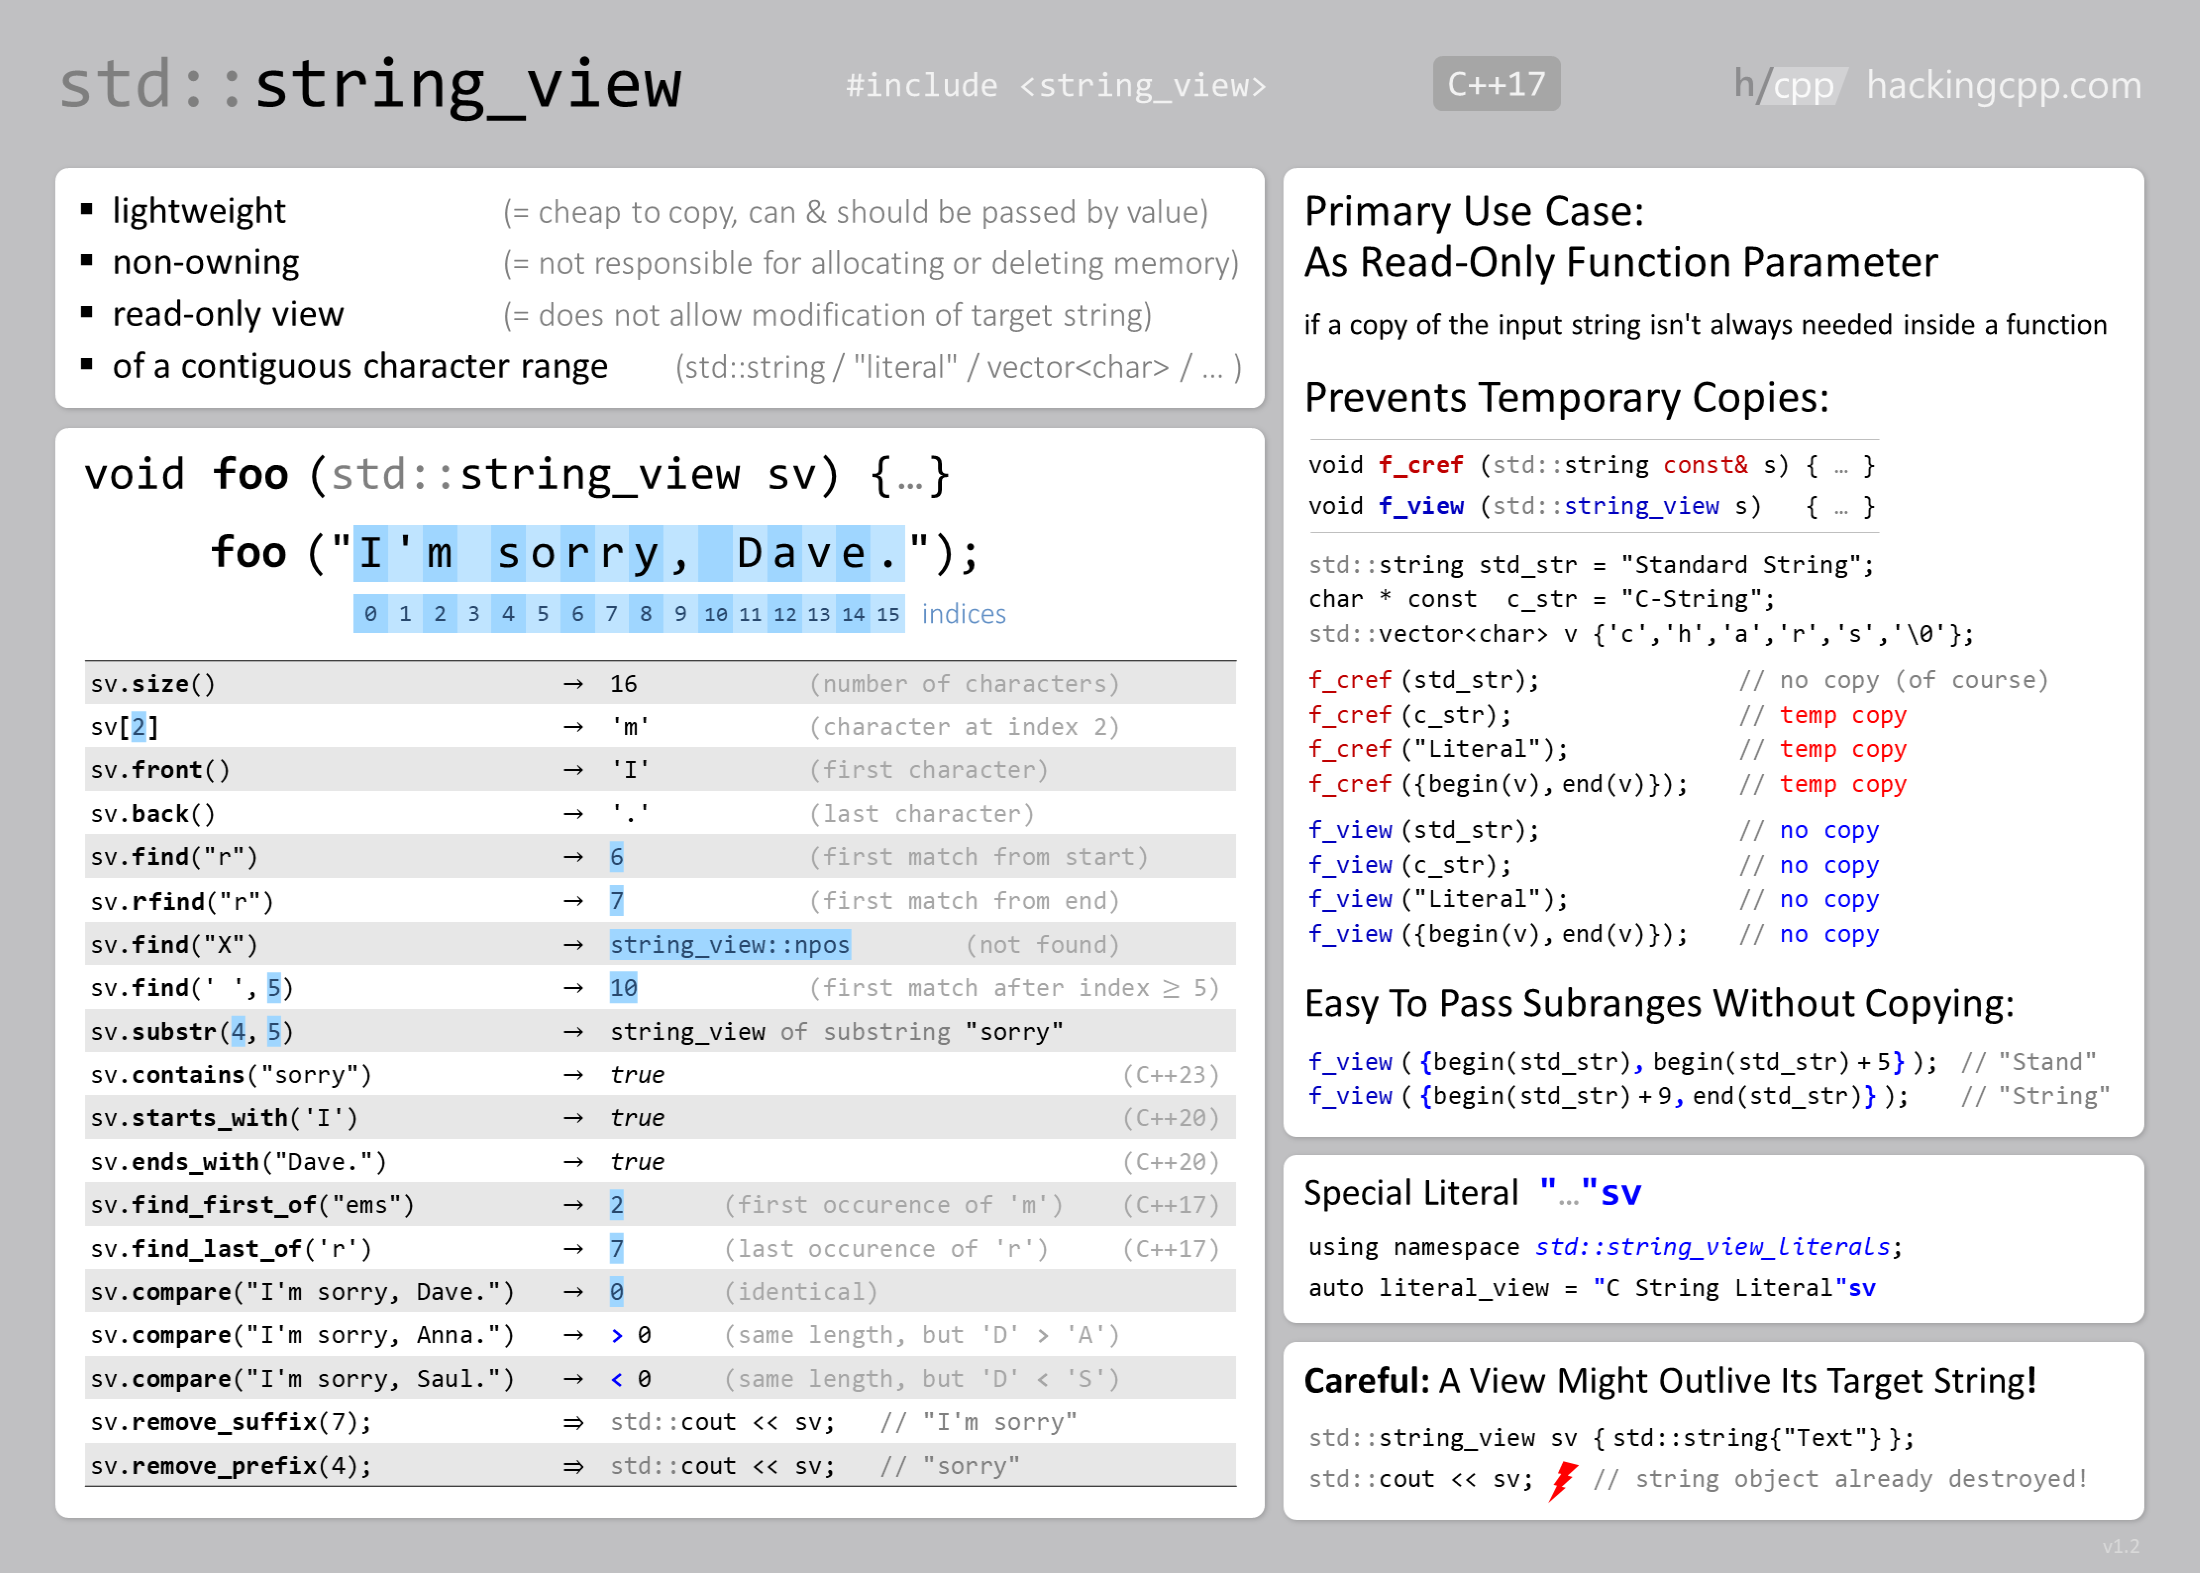 std::string_view
#include <string_view>
C++17
h/cpp hackingcpp.com
▪ lightweight (= cheap to copy, can & should be passed by value)
▪ non-owning (= not responsible for allocating or deleting memory)
▪ read-only view (= does not allow modification of target string)
▪ of a contiguous character range (std::string / "literal" / vector<char> / … )
void foo (std::string_view sv) {…}
foo ("I'm sorry, Dave.");
0 1 2 3 4 5 6 7 8 9 10 11 12 13 14 15 indices
sv.size() → 16 (number of characters)
sv[2] → 'm' (character at index 2)
sv.front() → 'I' (first character)
sv.back() → '.' (last character)
sv.find("r") → 6 (first match from start)
sv.rfind("r") → 7 (first match from end)
sv.find("X") → string_view::npos (not found)
sv.find(' ', 5) → 10 (first match after index ≥ 5)
sv.substr(4, 5) → string_view of substring "sorry"
sv.contains("sorry") → true (C++23)
sv.starts_with('I') → true (C++20)
sv.ends_with("Dave.") → true (C++20)
sv.find_first_of("ems") → 2 (first occurence of 'm') (C++17)
sv.find_last_of('r') → 7 (last occurence of 'r') (C++17)
sv.compare("I'm sorry, Dave.") → 0 (identical)
sv.compare("I'm sorry, Anna.") → > 0 (same length, but 'D' > 'A')
sv.compare("I'm sorry, Saul.") → < 0 (same length, but 'D' < 'S')
sv.remove_suffix(7); ⇒ std::cout << sv; // "I'm sorry"
sv.remove_prefix(4); ⇒ std::cout << sv; // "sorry"
Primary Use Case:
As Read-Only Function Parameter
if a copy of the input string isn't always needed inside a function
Prevents Temporary Copies:
void f_cref (std::string const& s) { … }
void f_view (std::string_view s) { … }
std::string std_str = "Standard String";
char * const c_str = "C-String";
std::vector<char> v {'c','h','a','r','s','\0'};
f_cref (std_str); // no copy (of course)
f_cref (c_str); // temp copy
f_cref ("Literal"); // temp copy
f_cref ({begin(v), end(v)}); // temp copy
f_view (std_str); // no copy
f_view (c_str); // no copy
f_view ("Literal"); // no copy
f_view ({begin(v), end(v)}); // no copy
Easy To Pass Subranges Without Copying:
f_view ( {begin(std_str), begin(std_str) + 5} ); // "Stand"
f_view ( {begin(std_str) + 9, end(std_str)} ); // "String"
Special Literal "…"sv
using namespace std::string_view_literals;
auto literal_view = "C String Literal"sv
Careful: A View Might Outlive Its Target String!
std::string_view sv { std::string{"Text"} };
std::cout << sv; // string object already destroyed!
v1.2